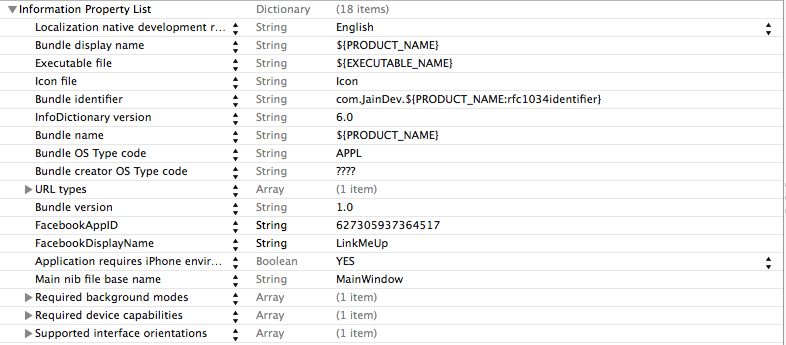 Information Property List Dictionary (18 items)
Localization native development r... String English
Bundle display name String ${PRODUCT_NAME}
Executable file String ${EXECUTABLE_NAME}
Icon file String Icon
Bundle identifier String com.JainDev.${PRODUCT_NAME:rfc1034identifier}
InfoDictionary version String 6.0
Bundle name String ${PRODUCT_NAME}
Bundle OS Type code String APPL
Bundle creator OS Type code String ????
URL types Array (1 item)
Bundle version String 1.0
FacebookAppID String 627305937364517
FacebookDisplayName String LinkMeUp
Application requires iPhone envir... Boolean YES
Main nib file base name String MainWindow
Required background modes Array (1 item)
Required device capabilities Array (1 item)
Supported interface orientations Array (1 item)